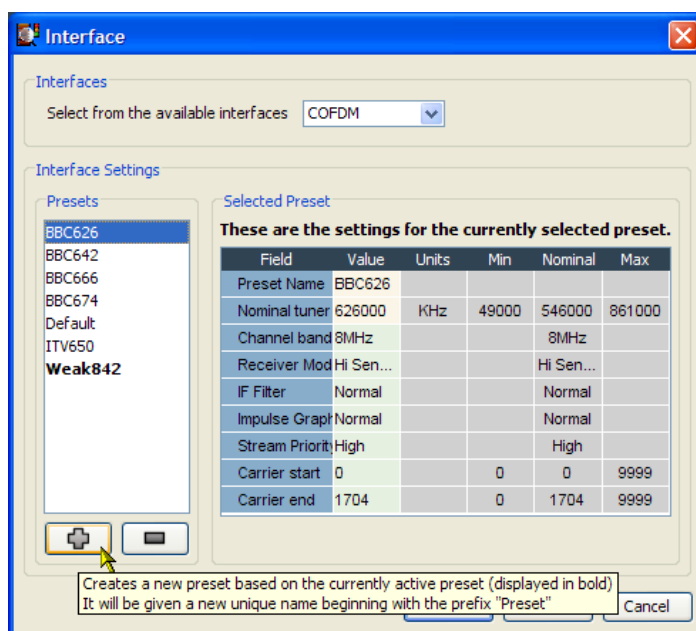 Interface
Interfaces
Select from the available interfaces COFDM
Interface Settings
Presets
BBC626
BBC642
BBC666
BBC674
Default
ITV650
Weak842
Selected Preset
These are the settings for the currently selected preset.
Field Value Units Min Nominal Max
Preset Name BBC626
Nominal tuner 626000 KHz 49000 546000 861000
Channel band 8MHz 8MHz
Receiver Mod Hi Sen... Hi Sen...
IF Filter Normal Normal
Impulse Graph Normal Normal
Stream Priority High High
Carrier start 0 0 0 9999
Carrier end 1704 0 1704 9999
Creates a new preset based on the currently active preset (displayed in bold)
It will be given a new unique name beginning with the prefix "Preset"
Cancel